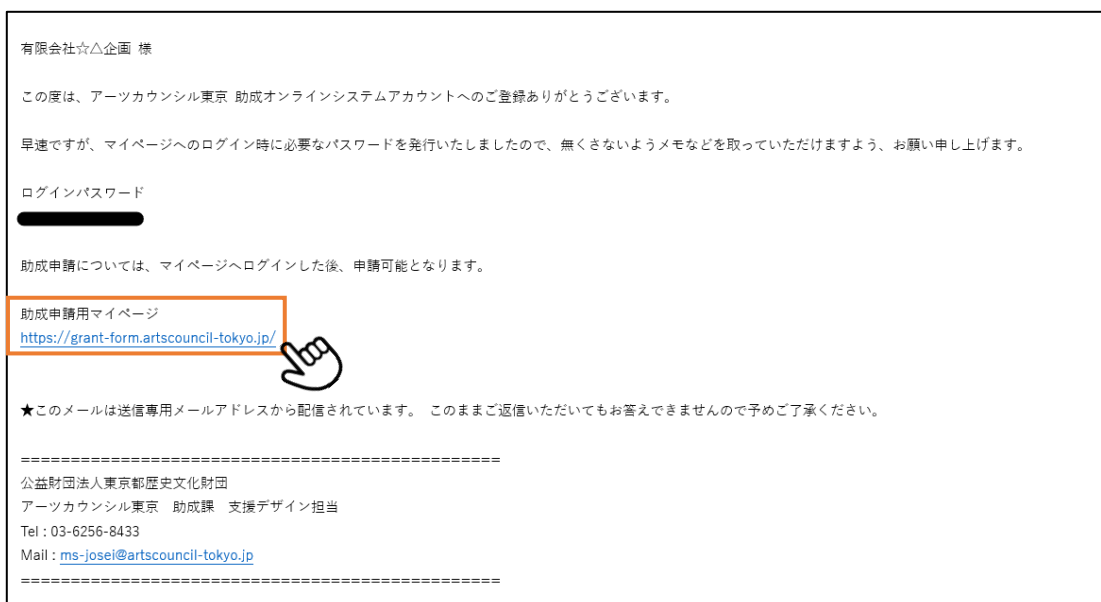 有限会社☆△企画 様
この度は、アーツカウンシル東京 助成オンラインシステムアカウントへのご登録ありがとうございます。
早速ですが、マイページへのログイン時に必要なパスワードを発行いたしましたので、無くさないようメモなどを取っていただけますよう、お願い申し上げます。
ログインパスワード
助成申請については、マイページへログインした後、申請可能となります。
助成申請用マイページ
https://grant-form.artscouncil-tokyo.jp/
★このメールは送信専用メールアドレスから配信されています。 このままご返信いただいてもお答えできませんので予めご了承ください。
================================================
公益財団法人東京都歴史文化財団
アーツカウンシル東京　助成課　支援デザイン担当
Tel : 03-6256-8433
Mail : ms-josei@artscouncil-tokyo.jp
================================================